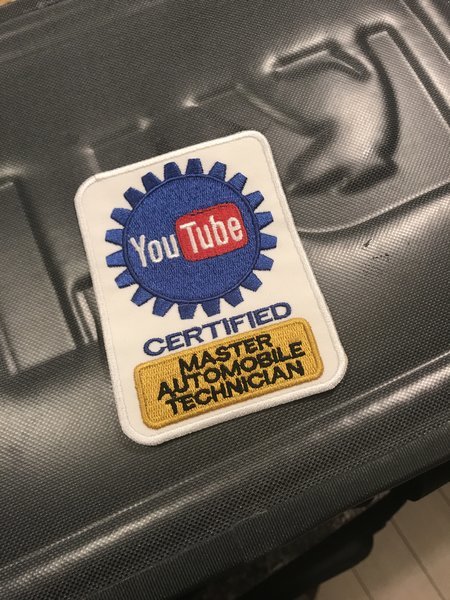 YouTube
CERTIFIED
MASTER
AUTOMOBILE
TECHNICIAN